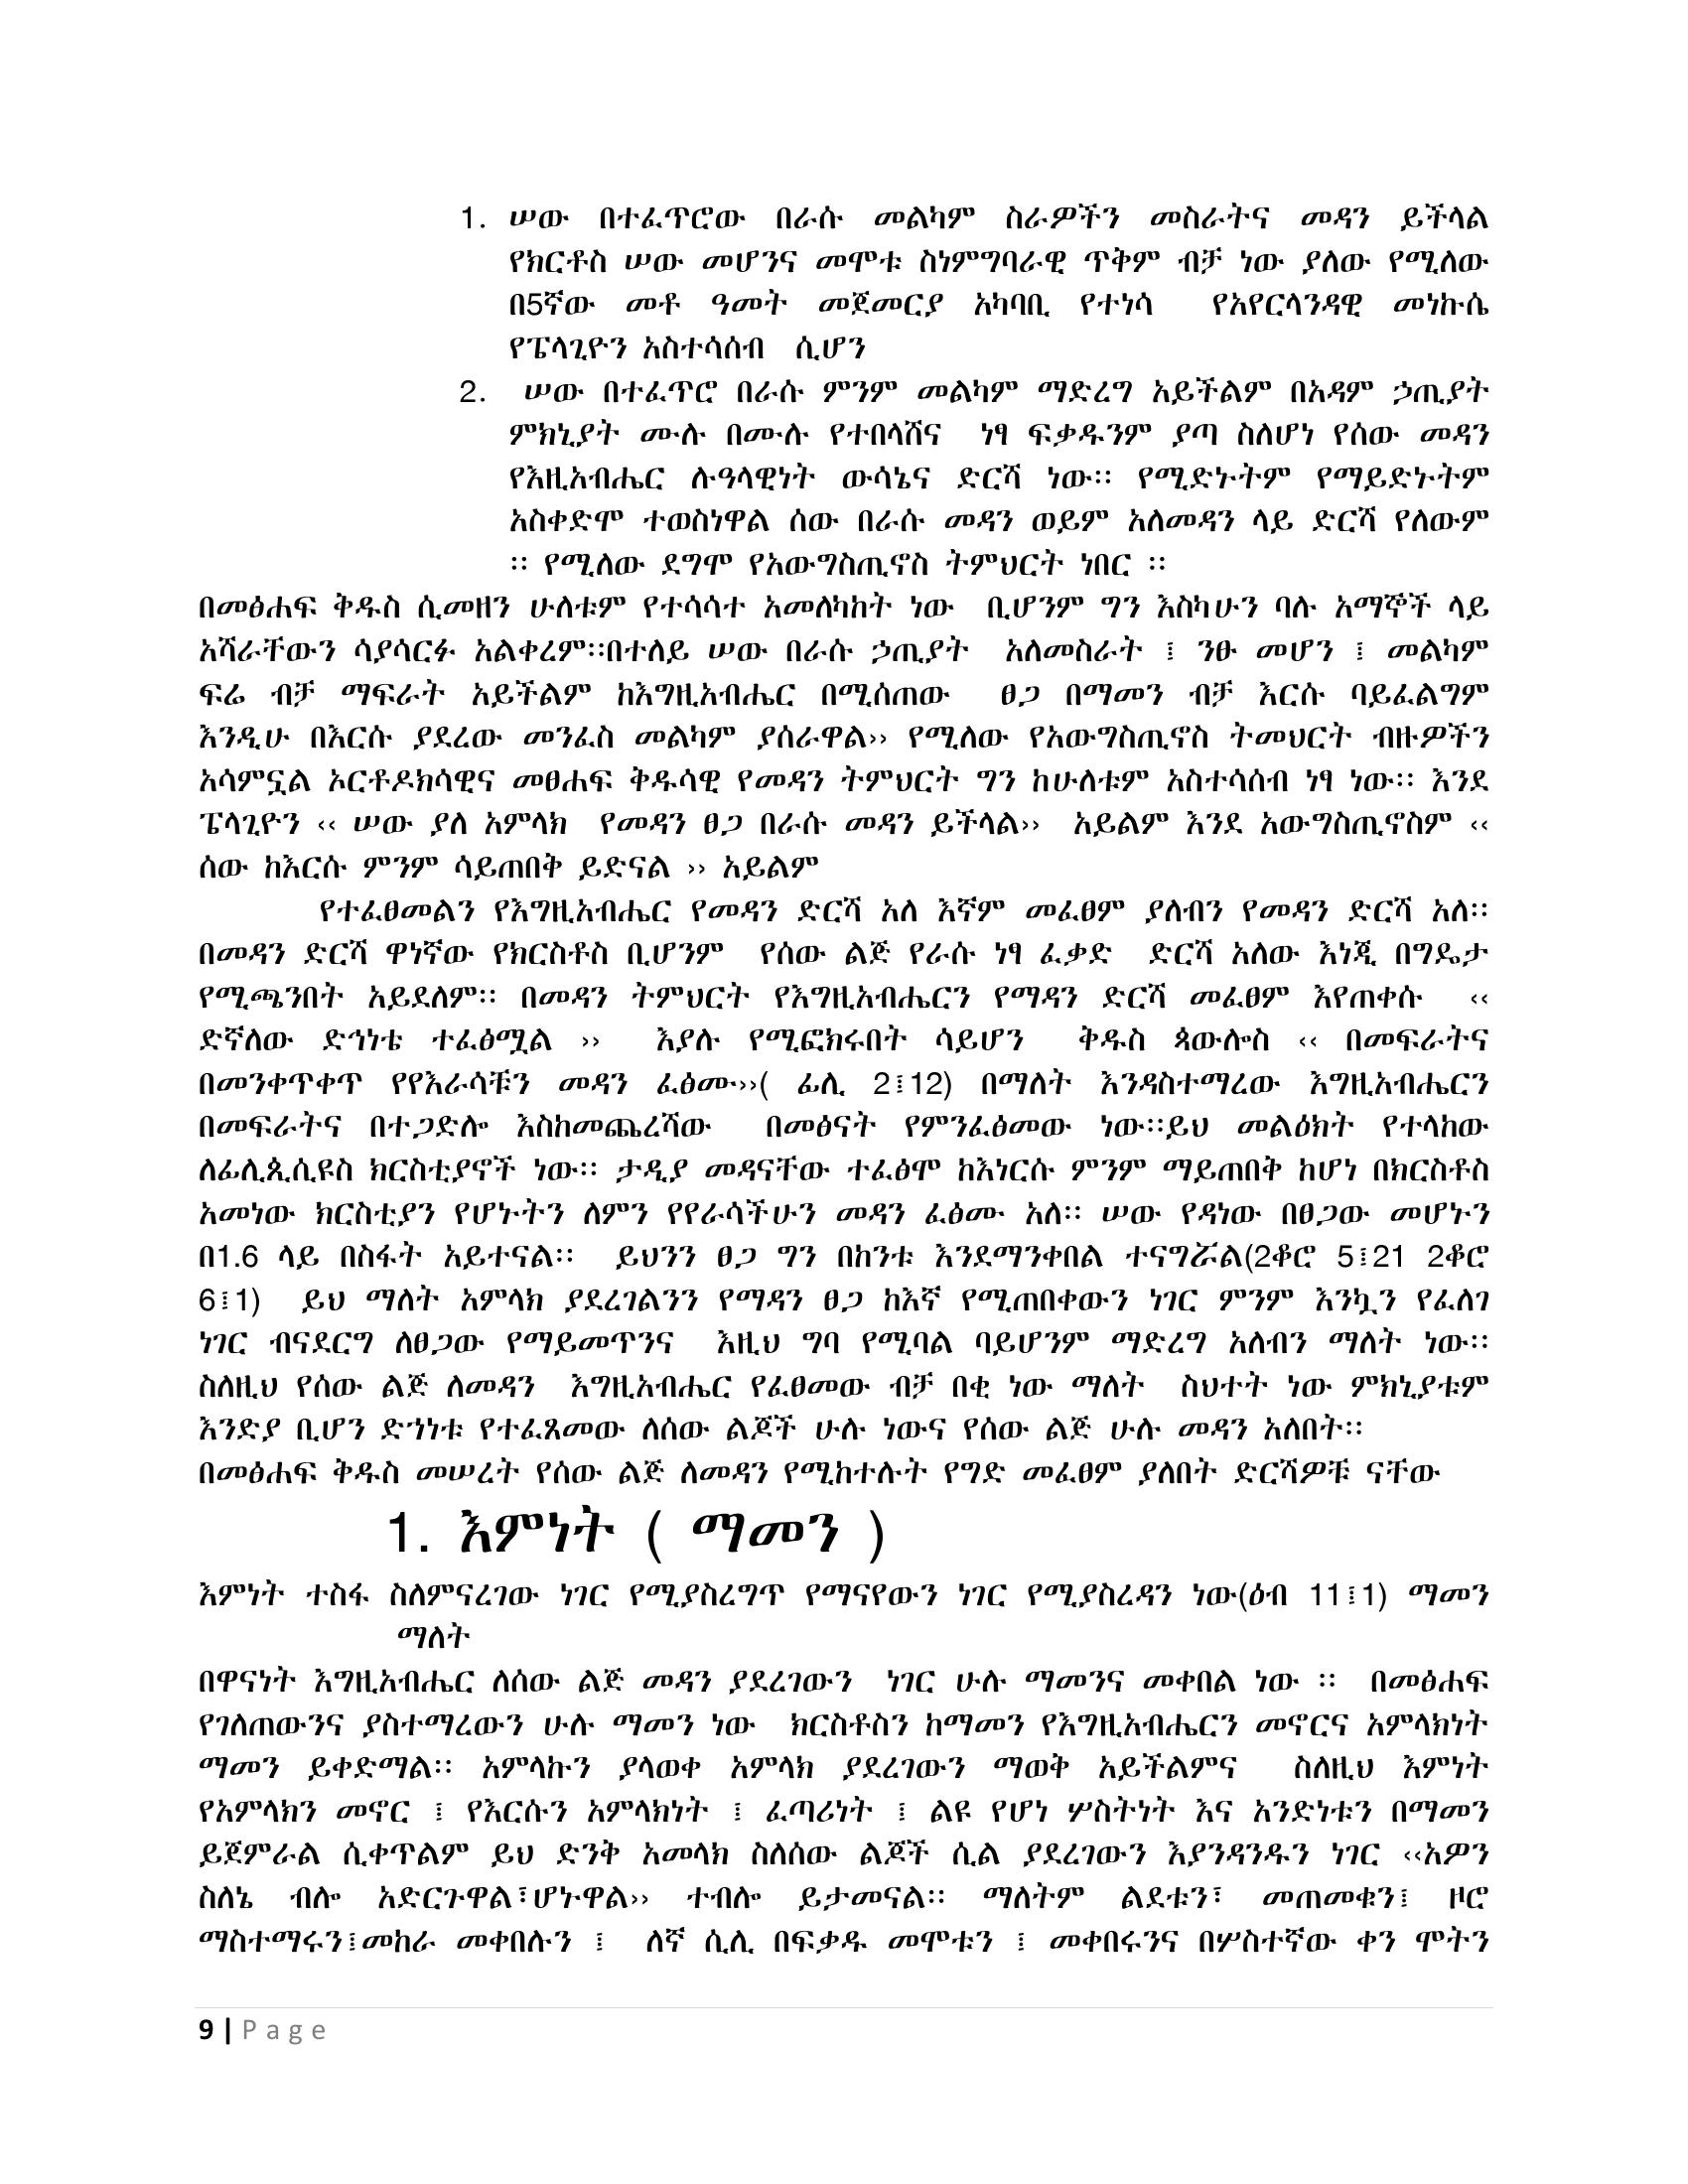 1. ሠው በተፈጥሮው በራሱ መልካም ስራዎችን መስራትና መዳን ይችላል
የክርቶስ ሠው መሆንና መሞቱ ስነምግባራዊ ጥቅም ብቻ ነው ያለው የሚለው
በ5ኛው መቶ ዓመት መጀመርያ አካባቢ የተነሳ የአየርላንዳዊ መነኩሴ
የፔላጊዮን አስተሳሰብ ሲሆን
2. ሠው በተፈጥሮ በራሱ ምንም መልካም ማድረግ አይችልም በአዳም ኃጢያት
ምክኒያት ሙሉ በሙሉ የተበላሸና ነፃ ፍቃዱንም ያጣ ስለሆነ የሰው መዳን
የእዚአብሔር ሉዓላዊነት ውሳኔና ድርሻ ነው፡፡ የሚድኑትም የማይድኑትም
አስቀድሞ ተወስነዋል ሰው በራሱ መዳን ወይም አለመዳን ላይ ድርሻ የለውም
፡፡ የሚለው ደግሞ የአውግስጢኖስ ትምህርት ነበር ፡፡
በመፅሐፍ ቅዱስ ሲመዘን ሁለቱም የተሳሳተ አመለካከት ነው ቢሆንም ግን እስካሁን ባሉ አማኞች ላይ
አሻራቸውን ሳያሳርፉ አልቀረም፡፡በተለይ ሠው በራሱ ኃጢያት አለመስራት ፤ ንፁ መሆን ፤ መልካም
ፍሬ ብቻ ማፍራት አይችልም ከእግዚአብሔር በሚሰጠው ፀጋ በማመን ብቻ እርሱ ባይፈልግም
እንዲሁ በእርሱ ያደረው መንፈስ መልካም ያሰራዋል›› የሚለው የአውግስጢኖስ ትመህርት ብዙዎችን
አሳምኗል ኦርቶዶክሳዊና መፀሐፍ ቅዱሳዊ የመዳን ትምህርት ግን ከሁለቱም አስተሳሰብ ነፃ ነው፡፡ እንደ
ፔላጊዮን ‹‹ ሠው ያለ አምላክ የመዳን ፀጋ በራሱ መዳን ይችላል›› አይልም እንደ አውግስጢኖስም ‹‹
ሰው ከእርሱ ምንም ሳይጠበቅ ይድናል ›› አይልም
የተፈፀመልን የእግዚአብሔር የመዳን ድርሻ አለ እኛም መፈፀም ያለብን የመዳን ድርሻ አለ፡፡
በመዳን ድርሻ ዋነኛው የክርስቶስ ቢሆንም የሰው ልጅ የራሱ ነፃ ፈቃድ ድርሻ አለው እነጂ በግዴታ
የሚጫንበት አይደለም፡፡ በመዳን ትምህርት የእግዚአብሔርን የማዳን ድርሻ መፈፀም እየጠቀሱ ‹‹
ድኛለው ድኅነቴ ተፈፅሟል ›› እያሉ የሚፎክሩበት ሳይሆን ቅዱስ ጳውሎስ ‹‹ በመፍራትና
በመንቀጥቀጥ የየእራሳቹን መዳን ፈፅሙ››( ፊሊ 2፤12) በማለት እንዳስተማረው እግዚአብሔርን
በመፍራትና በተጋድሎ እስከመጨረሻው በመፅናት የምንፈፅመው ነው፡፡ይህ መልዕክት የተላከው
ለፊሊጲሲዩስ ክርስቲያኖች ነው፡፡ ታዲያ መዳናቸው ተፈፅሞ ከእነርሱ ምንም ማይጠበቅ ከሆነ በክርስቶስ
አመነው ክርስቲያን የሆኑትን ለምን የየራሳችሁን መዳን ፈፅሙ አለ፡፡ ሠው የዳነው በፀጋው መሆኑን
በ1.6 ላይ በስፋት አይተናል፡፡ ይህንን ፀጋ ግን በከንቱ እንደማንቀበል ተናግሯል(2ቆሮ 5፤21 2ቆሮ
6፤1) ይህ ማለት አምላክ ያደረገልንን የማዳን ፀጋ ከእኛ የሚጠበቀውን ነገር ምንም እንኳን የፈለገ
ነገር ብናደርግ ለፀጋው የማይመጥንና እዚህ ግባ የሚባል ባይሆንም ማድረግ አለብን ማለት ነው፡፡
ስለዚህ የሰው ልጅ ለመዳን እግዚአብሔር የፈፀመው ብቻ በቂ ነው ማለት ስህተት ነው ምክኒያቱም
እንድያ ቢሆን ድኀነቱ የተፈጸመው ለሰው ልጆች ሁሉ ነውና የሰው ልጅ ሁሉ መዳን አለበት፡፡
በመፅሐፍ ቅዱስ መሠረት የሰው ልጅ ለመዳን የሚከተሉት የግድ መፈፀም ያለበት ድርሻዎቹ ናቸው
1. እምነት ( ማመን )
እምነት ተስፋ ስለምናረገው ነገር የሚያስረግጥ የማናየውን ነገር የሚያስረዳን ነው(ዕብ 11፤1) ማመን
ማለት
በዋናነት እግዚአብሔር ለሰው ልጅ መዳን ያደረገውን ነገር ሁሉ ማመንና መቀበል ነው ፡፡ በመፅሐፍ
የገለጠውንና ያስተማረውን ሁሉ ማመን ነው ክርስቶስን ከማመን የእግዚአብሔርን መኖርና አምላክነት
ማመን ይቀድማል፡፡ አምላኩን ያላወቀ አምላክ ያደረገውን ማወቅ አይችልምና ስለዚህ እምነት
የአምላክን መኖር ፤ የእርሱን አምላክነት ፤ ፈጣሪነት ፤ ልዩ የሆነ ሦስትነት እና አንድነቱን በማመን
ይጀምራል ሲቀጥልም ይህ ድንቅ አመላክ ስለሰው ልጆች ሲል ያደረገውን እያንዳንዱን ነገር ‹‹አዎን
ስለኔ ብሎ አድርጉዋል፣ሆኑዋል›› ተብሎ ይታመናል፡፡ ማለትም ልደቱን፣ መጠመቁን፤ ዞሮ
ማስተማሩን፤መከራ መቀበሉን ፤ ለኛ ሲሊ በፍቃዱ መሞቱን ፤ መቀበሩንና በሦስተኛው ቀን ሞትን
9 | Page